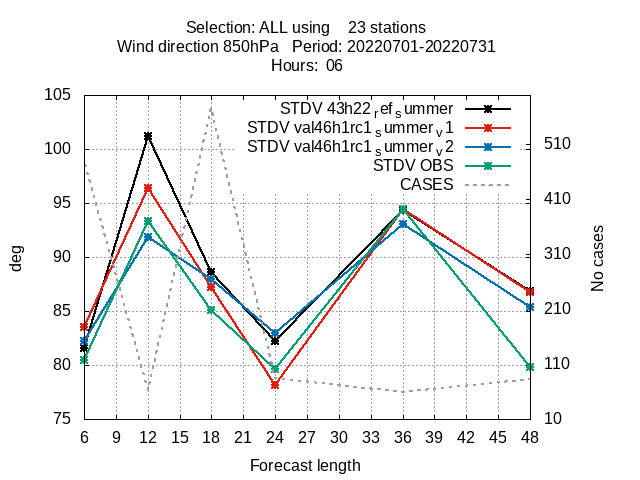 Selection: ALL using 23 stations
Wind direction 850hPa Period: 20220701-20220731
Hours: 06
105
100
95
90
85
80
75
deg
STDV 43h22_ref_summer
STDV val46h1rc1_summer_v1
STDV val46h1rc1_summer_v2
STDV OBS
CASES
510
410
310
210
110
10
No cases
6 9 12 15 18 21 24 27 30 33 36 39 42 45 48
Forecast length